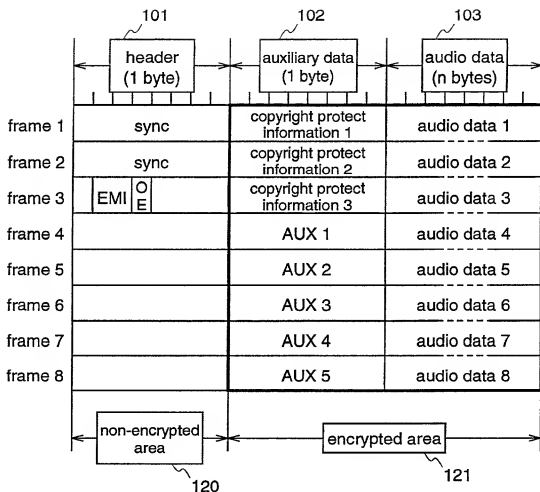 101 102 103
header auxiliary data audio data
(1 byte) (1 byte) (n bytes)
frame 1 sync copyright protect information 1 audio data 1
frame 2 sync copyright protect information 2 audio data 2
frame 3 EMI O E copyright protect information 3 audio data 3
frame 4 AUX 1 audio data 4
frame 5 AUX 2 audio data 5
frame 6 AUX 3 audio data 6
frame 7 AUX 4 audio data 7
frame 8 AUX 5 audio data 8
non-encrypted area encrypted area
120 121